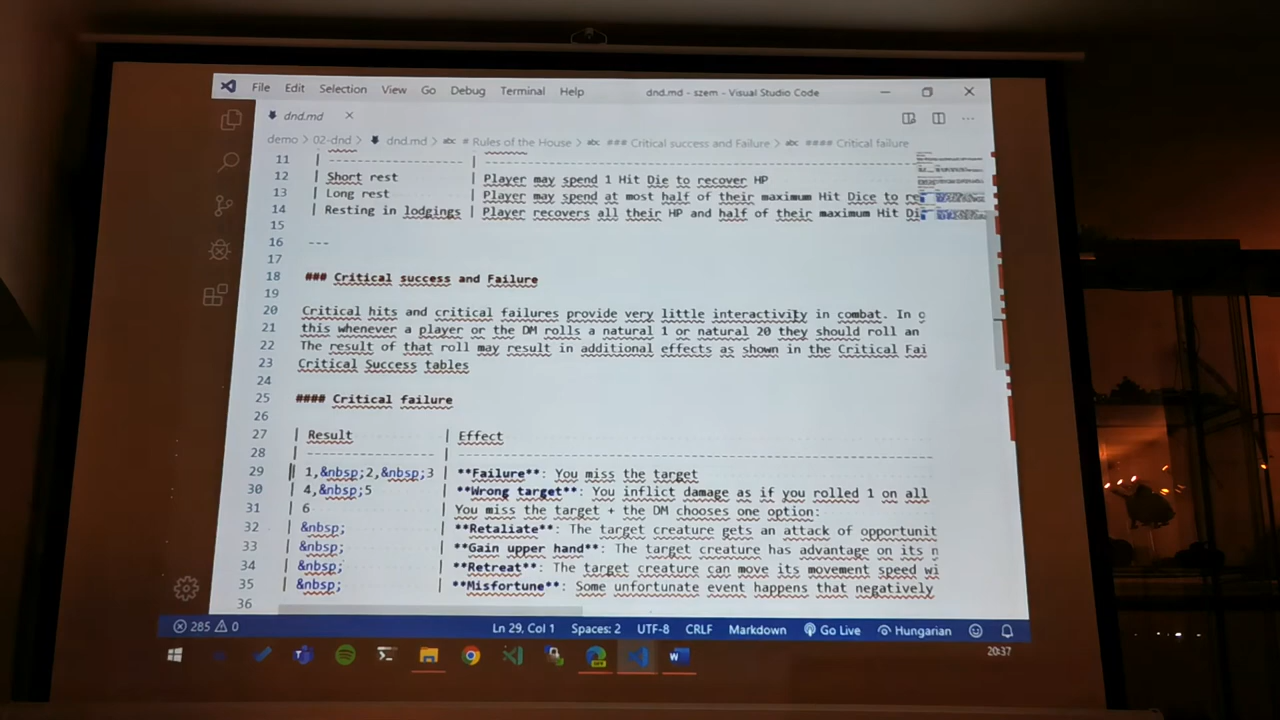 File Edit Selection View Go Debug Terminal Help dnd.md - szem - Visual Studio Code
dnd.md
demo > 02-dnd > dnd.md > abc # Rules of the House > abc ### Critical success and Failure > abc #### Critical failure
11 | ----------------------- | -----------------------------------------------
12 | Short rest | Player may spend 1 Hit Die to recover HP
13 | Long rest | Player may spend at most half of their maximum Hit Dice to re
14 | Resting in lodgings | Player recovers all their HP and half of their maximum Hit Di
15
16 ---
17
18 ### Critical success and Failure
19
20 Critical hits and critical failures provide very little interactivity in combat. In o
21 this whenever a player or the DM rolls a natural 1 or natural 20 they should roll an
22 The result of that roll may result in additional effects as shown in the Critical Fai
23 Critical Success tables
24
25 #### Critical failure
26
27 | Result | Effect
28 | ------------------- | -----------------------------------------------
29 | 1,&nbsp;2,&nbsp;3 | **Failure**: You miss the target
30 | 4,&nbsp;5 | **Wrong target**: You inflict damage as if you rolled 1 on all
31 | 6 | You miss the target + the DM chooses one option:
32 | &nbsp; | **Retaliate**: The target creature gets an attack of opportunit
33 | &nbsp; | **Gain upper hand**: The target creature has advantage on its n
34 | &nbsp; | **Retreat**: The target creature can move its movement speed wi
35 | &nbsp; | **Misfortune**: Some unfortunate event happens that negatively
36
285 0 Ln 29, Col 1 Spaces: 2 UTF-8 CRLF Markdown Go Live Hungarian
20:37